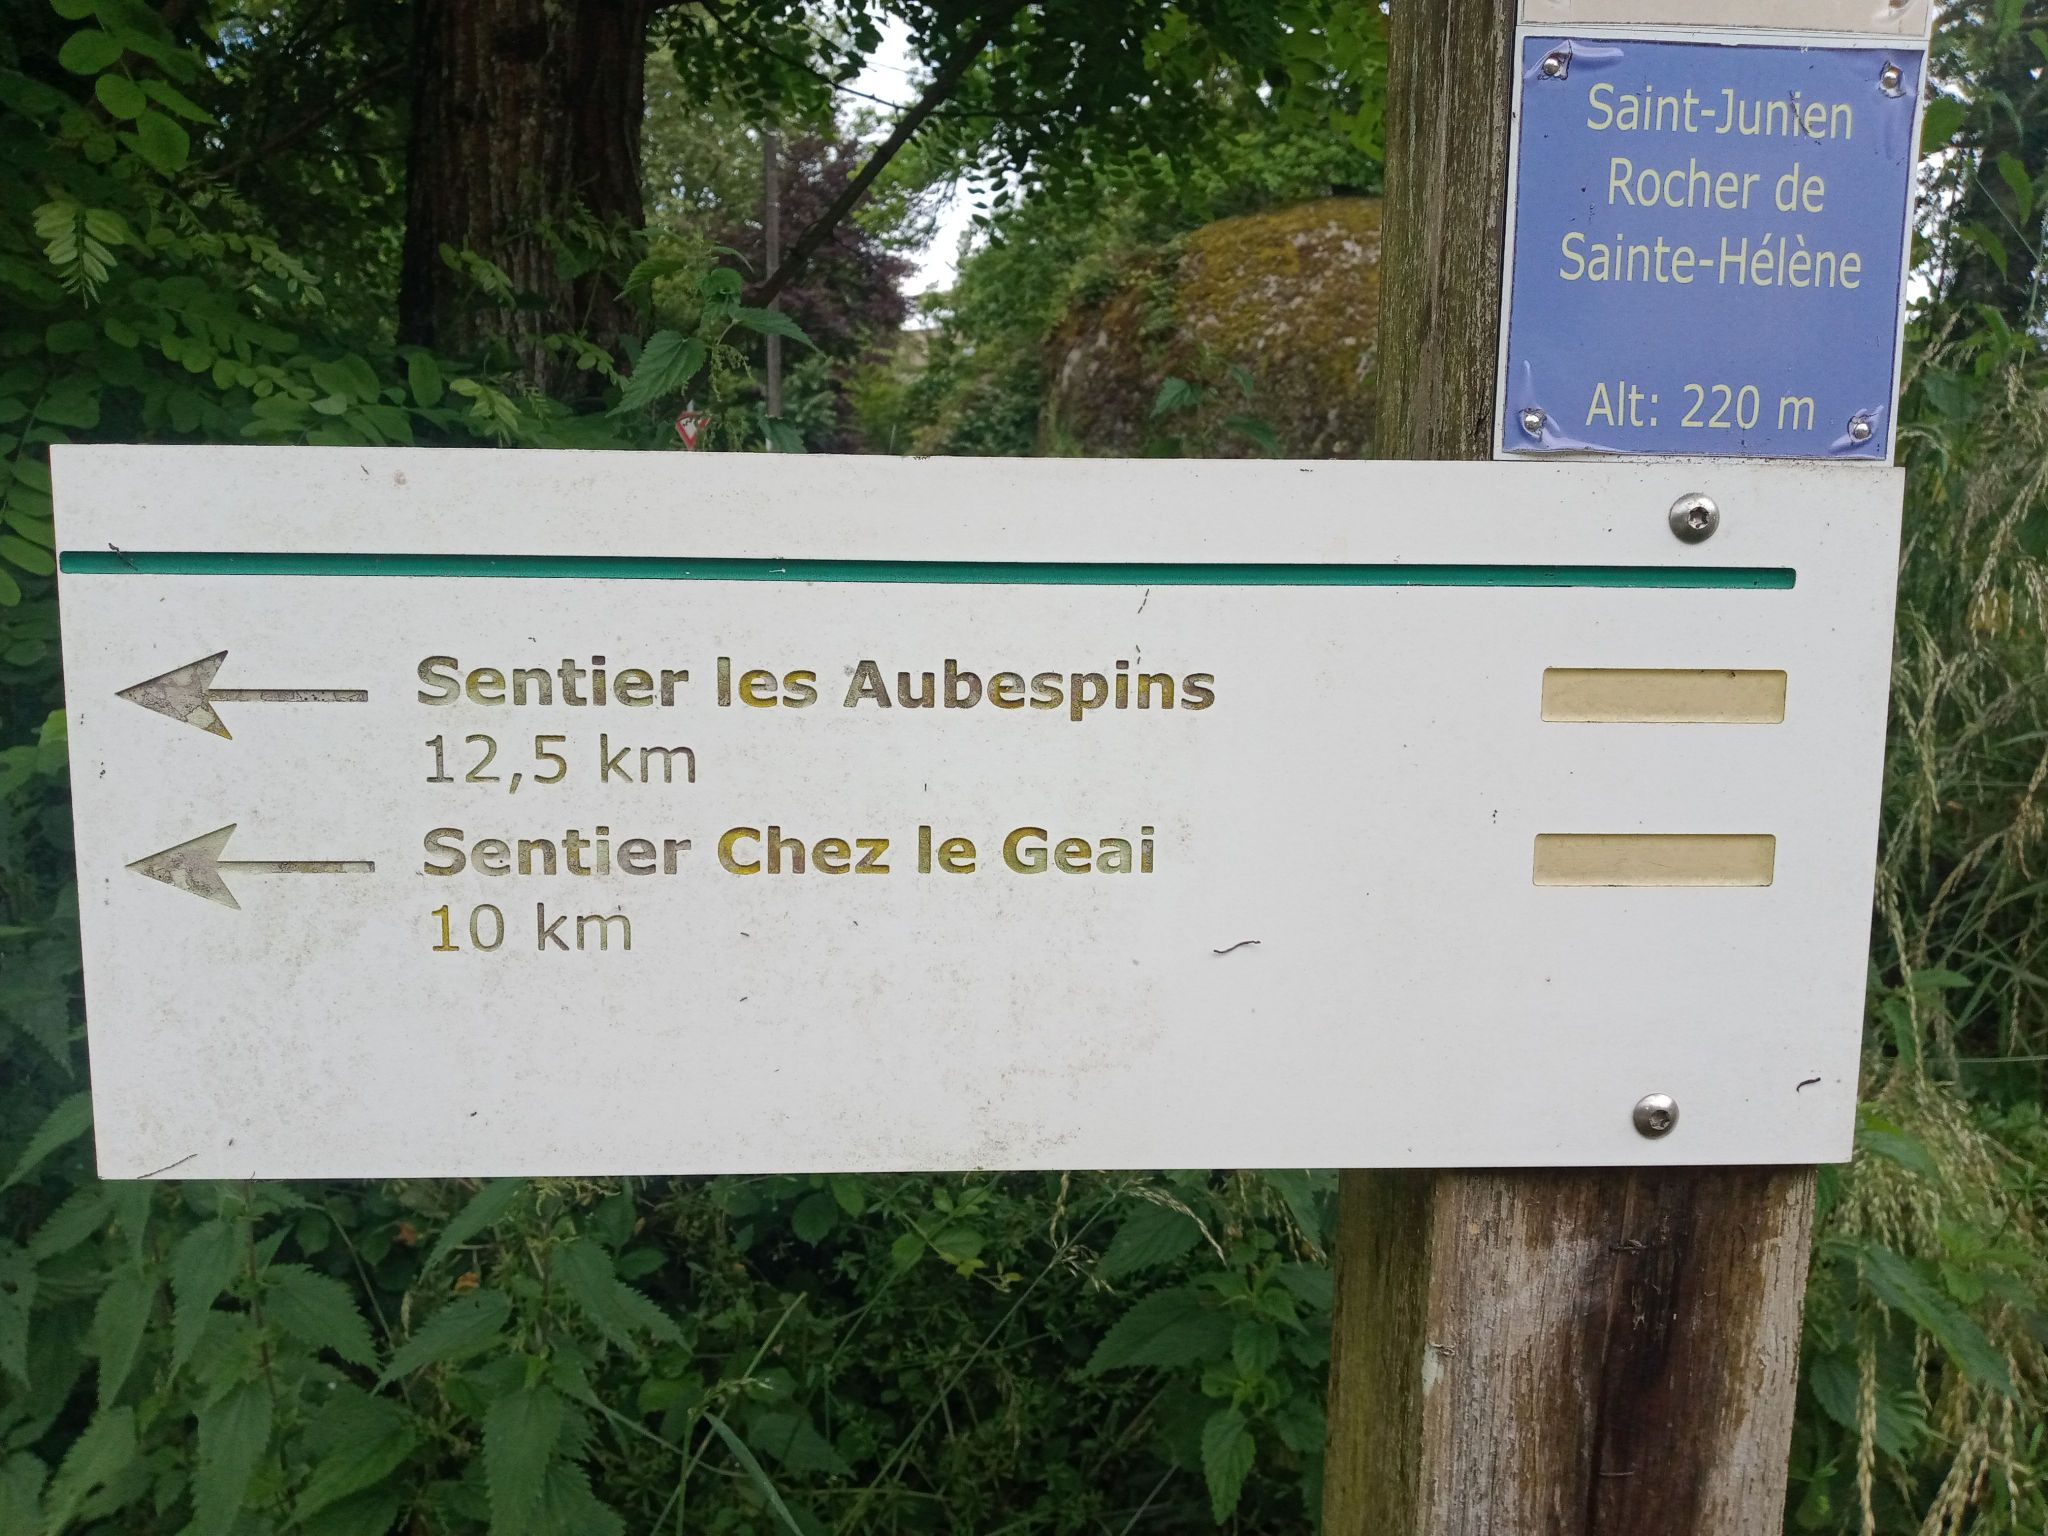 Saint-Junien
Rocher de
Sainte-Hélène
Alt: 220 m
Sentier les Aubespins
12,5 km
Sentier Chez le Geai
10 km